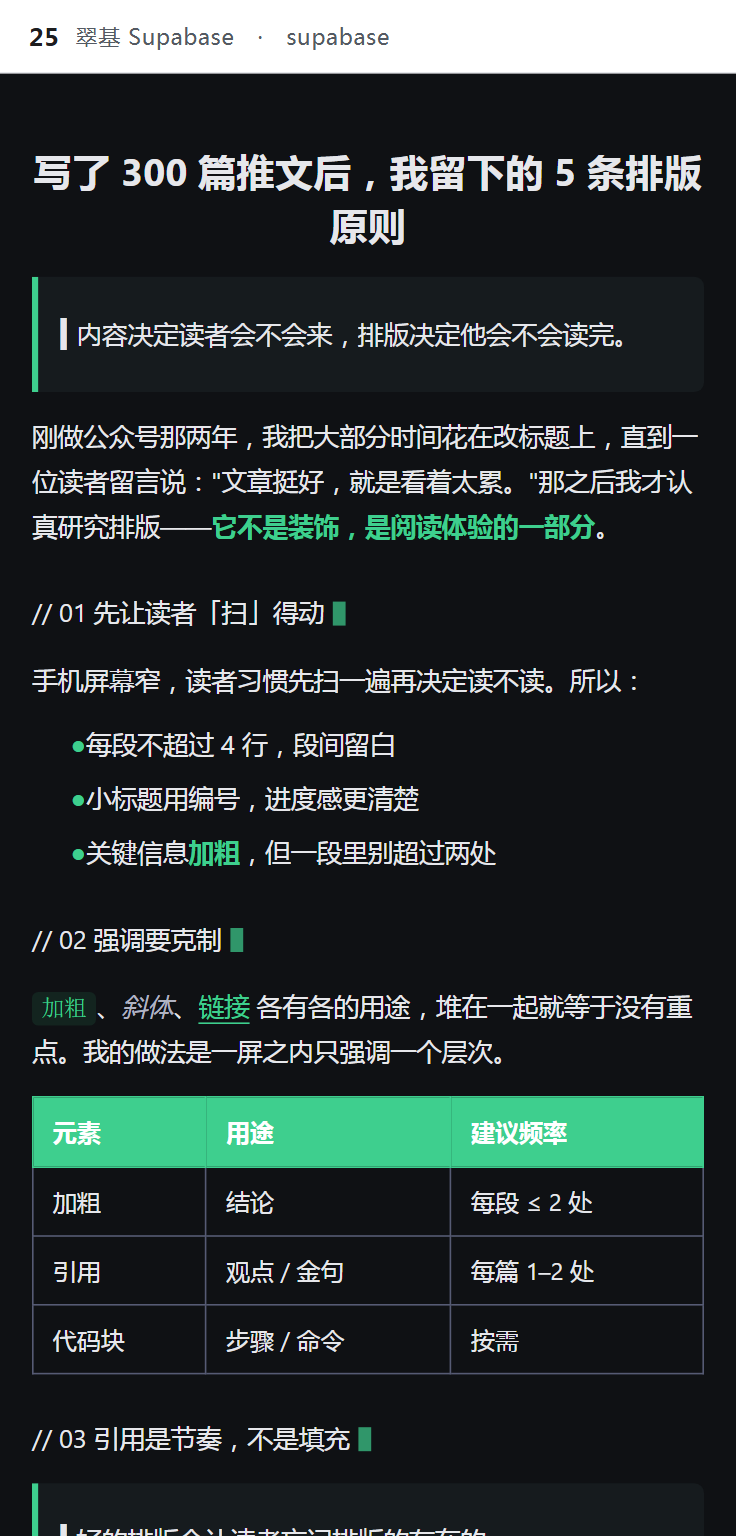 25 翠基 Supabase · supabase
写了 300 篇推文后，我留下的 5 条排版
原则
内容决定读者会不会来，排版决定他会不会读完。
刚做公众号那两年，我把大部分时间花在改标题上，直到一
位读者留言说："文章挺好，就是看着太累。"那之后我才认
真研究排版——它不是装饰，是阅读体验的一部分。
// 01 先让读者「扫」得动
手机屏幕窄，读者习惯先扫一遍再决定读不读。所以：
●每段不超过 4 行，段间留白
●小标题用编号，进度感更清楚
●关键信息加粗，但一段里别超过两处
// 02 强调要克制
加粗、斜体、链接 各有各的用途，堆在一起就等于没有重
点。我的做法是一屏之内只强调一个层次。
元素 用途 建议频率
加粗 结论 每段 ≤ 2 处
引用 观点 / 金句 每篇 1–2 处
代码块 步骤 / 命令 按需
// 03 引用是节奏，不是填充